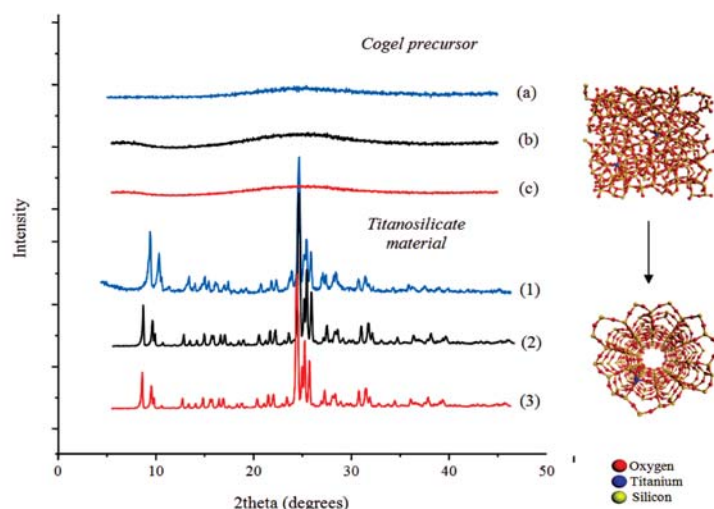 Cogel precursor
(a)
(b)
(c)
Titanosilicate
material
(1)
(2)
(3)
Intensity
0
10
20
30
40
50
2theta (degrees)
Oxygen
Titanium
Silicon